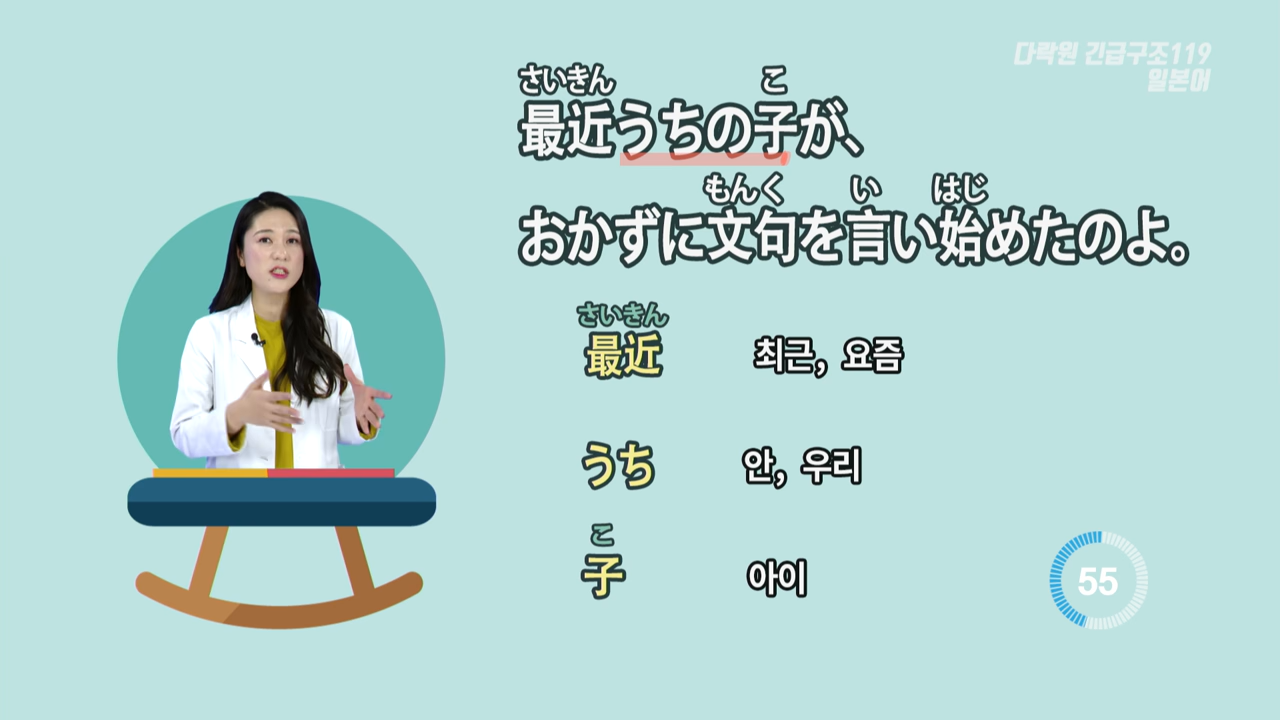 다락원 긴급구조119
일본어
さいきん こ
最近うちの子が、
もんく い はじ
おかずに文句を言い始めたのよ。
さいきん
最近 최근, 요즘
うち 안, 우리
こ
子 아이
55